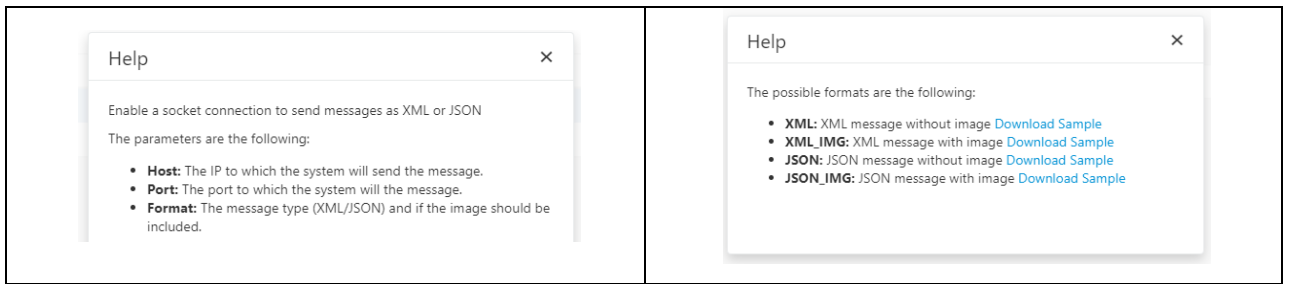 Help ×
Enable a socket connection to send messages as XML or JSON
The parameters are the following:
• Host: The IP to which the system will send the message.
• Port: The port to which the system will the message.
• Format: The message type (XML/JSON) and if the image should be
included.
Help ×
The possible formats are the following:
• XML: XML message without image Download Sample
• XML_IMG: XML message with image Download Sample
• JSON: JSON message without image Download Sample
• JSON_IMG: JSON message with image Download Sample